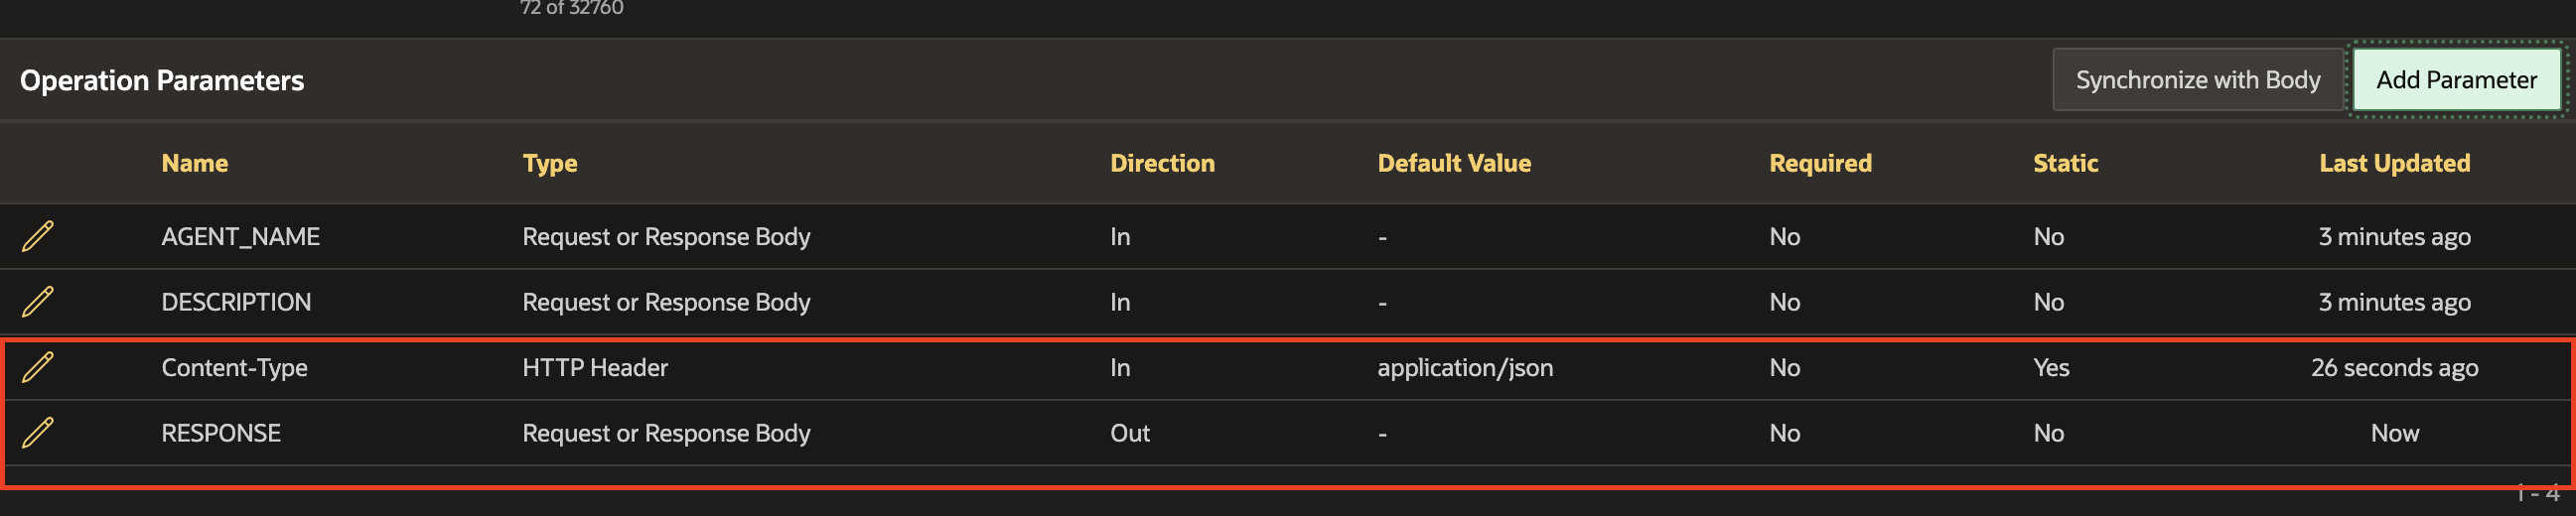 72 of 32760
Operation Parameters Synchronize with Body Add Parameter
Name Type Direction Default Value Required Static Last Updated
AGENT_NAME Request or Response Body In - No No 3 minutes ago
DESCRIPTION Request or Response Body In - No No 3 minutes ago
Content-Type HTTP Header In application/json No Yes 26 seconds ago
RESPONSE Request or Response Body Out - No No Now
1 - 4